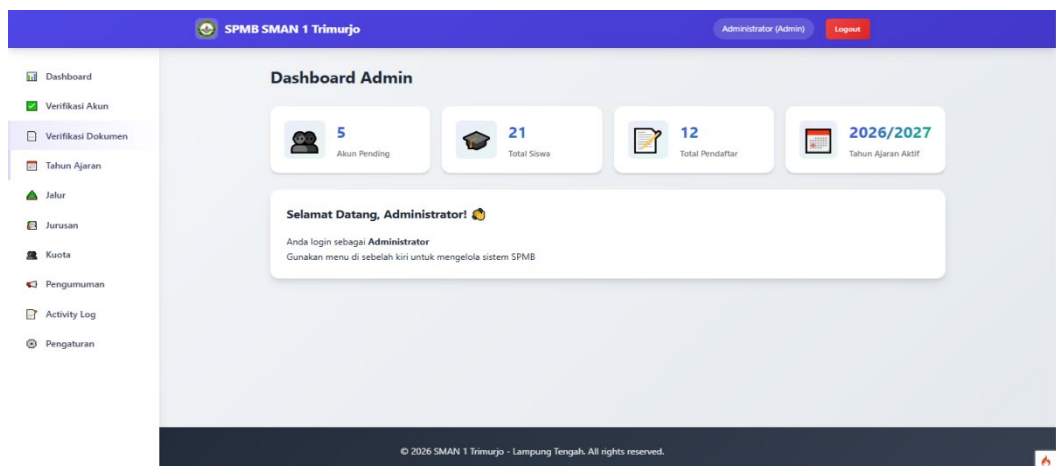 SPMB SMAN 1 Trimurjo
Administrator (Admin)
Logout
Dashboard
Verifikasi Akun
Verifikasi Dokumen
Tahun Ajaran
Jalur
Jurusan
Kuota
Pengumuman
Activity Log
Pengaturan
Dashboard Admin
5
Akun Pending
21
Total Siswa
12
Total Pendaftar
2026/2027
Tahun Ajaran Aktif
Selamat Datang, Administrator!
Anda login sebagai Administrator
Gunakan menu di sebelah kiri untuk mengelola sistem SPMB
© 2026 SMAN 1 Trimurjo - Lampung Tengah. All rights reserved.